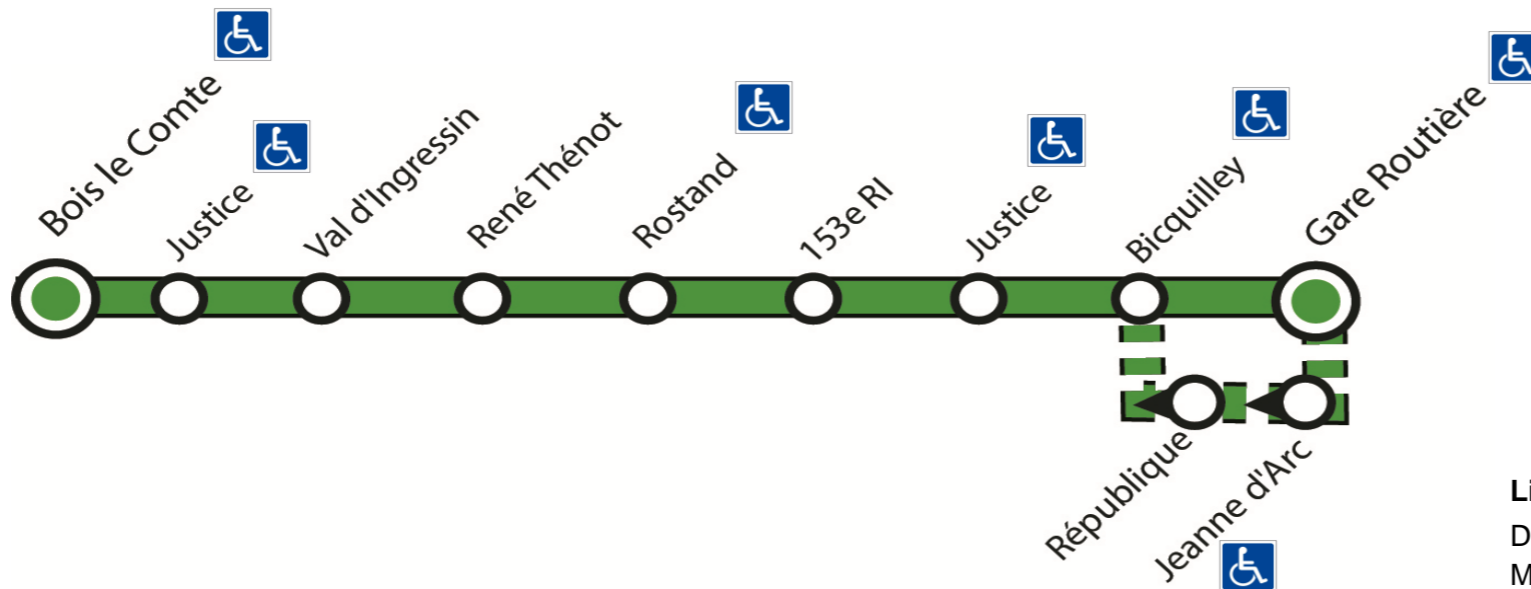 Bois le Comte
Justice
Val d'Ingressin
René Thénot
Rostand
153e RI
Justice
Bicquilley
Gare Routière
République
Jeanne d'Arc